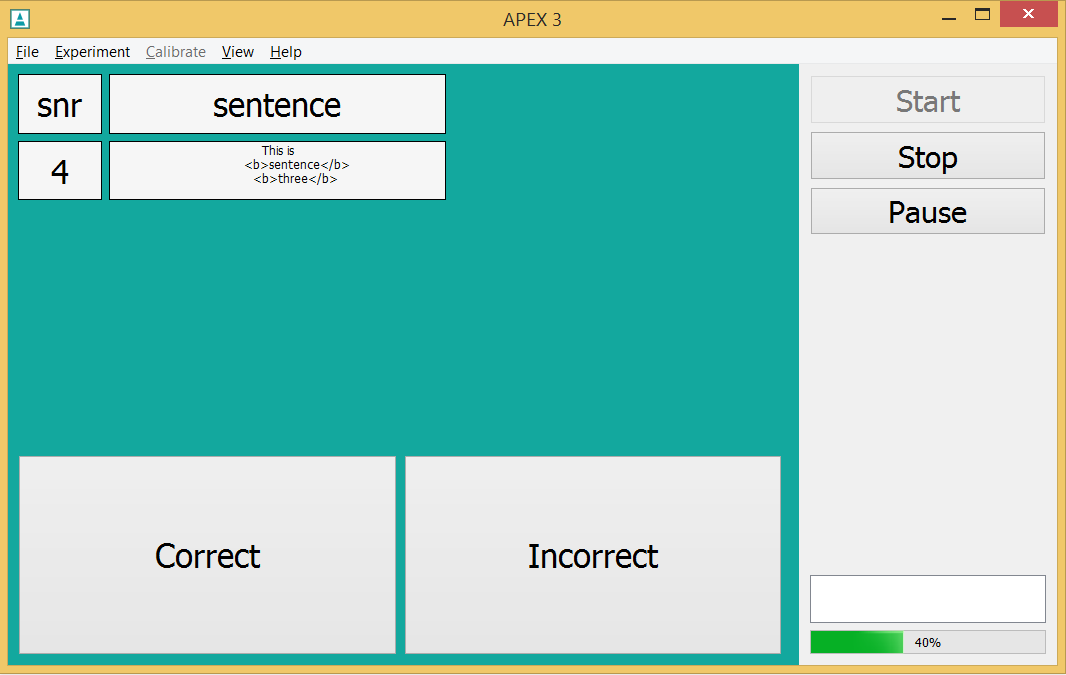 APEX 3
File Experiment Calibrate View Help
snr sentence
4
This is
<b>sentence</b>
<b>three</b>
Start
Stop
Pause
Correct Incorrect
40%